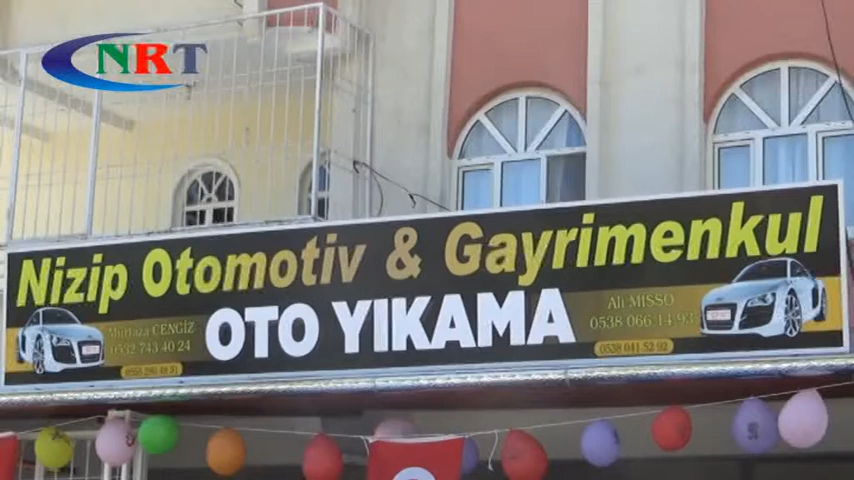 NRT
Nizip Otomotiv & Gayrimenkul
OTO YIKAMA
Murtaza CENGİZ
0532 743 40 24
Ali MISSO
0538 066 14 93
0538 041 52 92